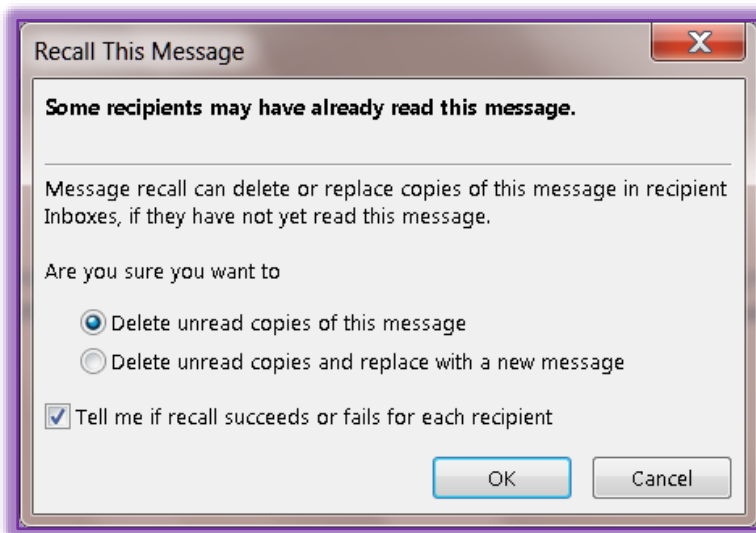 Recall This Message
Some recipients may have already read this message.
Message recall can delete or replace copies of this message in recipient
Inboxes, if they have not yet read this message.
Are you sure you want to
Delete unread copies of this message
Delete unread copies and replace with a new message
Tell me if recall succeeds or fails for each recipient
OK Cancel